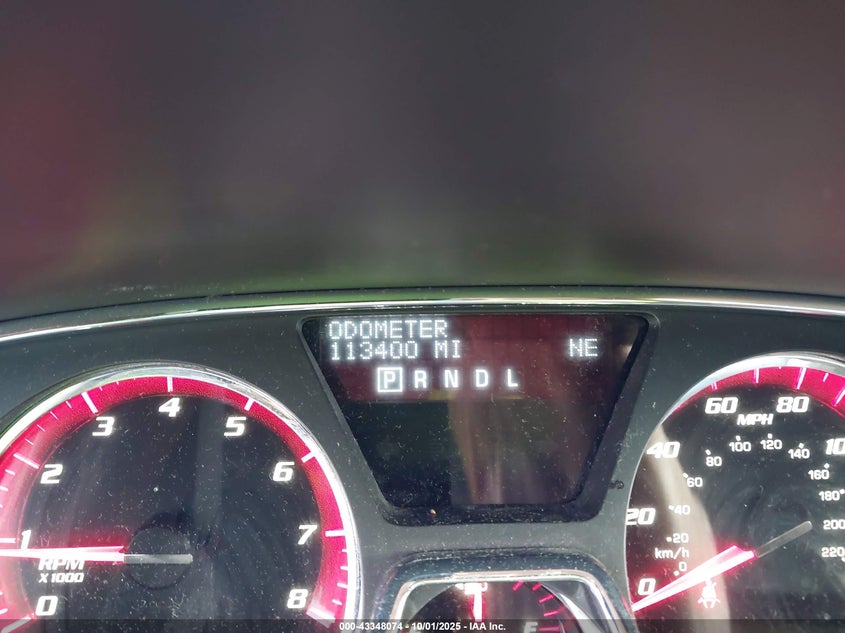 ODOMETER
113400 MI NE
P R N D L
0 1 2 3 4 5 6 7 8
RPM
X1000
0 20 40 60 80 10
MPH
0 20 40 60 80 100 120 140 160 180 200 220
km/h
F
000-43348074 - 10/01/2025 - IAA Inc.